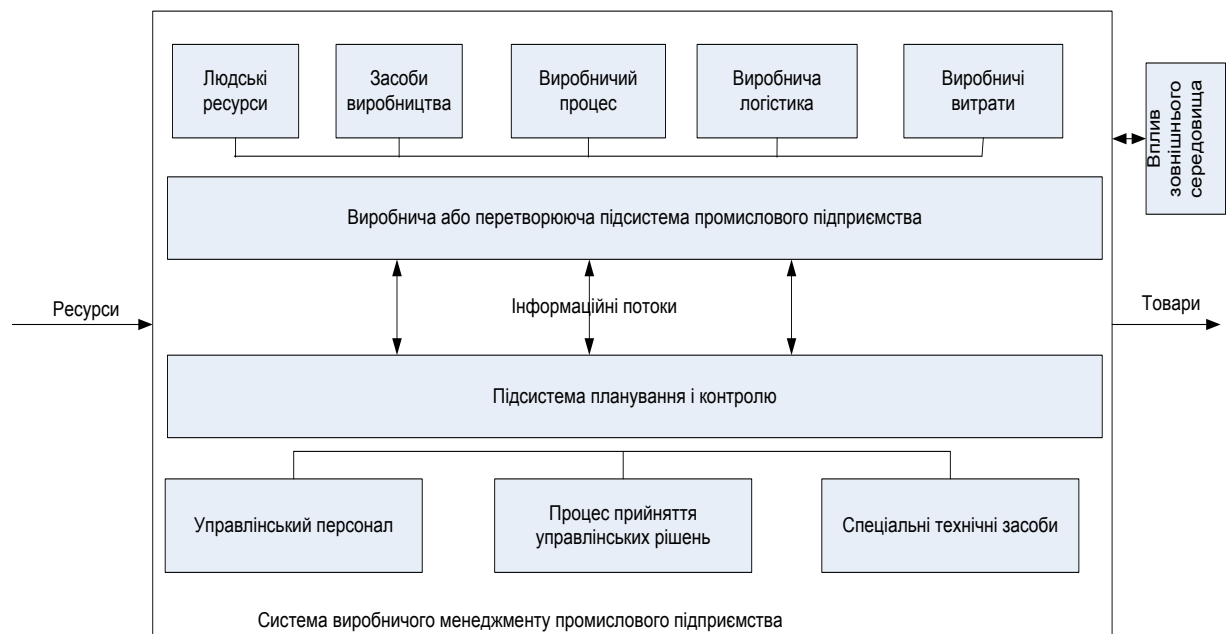 Людські
ресурси
Засоби
виробництва
Виробничий
процес
Виробнича
логістика
Виробничі
витрати
Вплив
зовнішнього
середовища
Виробнича або перетворююча підсистема промислового підприємства
Ресурси
Інформаційні потоки
Товари
Підсистема планування і контролю
Управлінський персонал
Процес прийняття
управлінських рішень
Спеціальні технічні засоби
Система виробничого менеджменту промислового підприємства